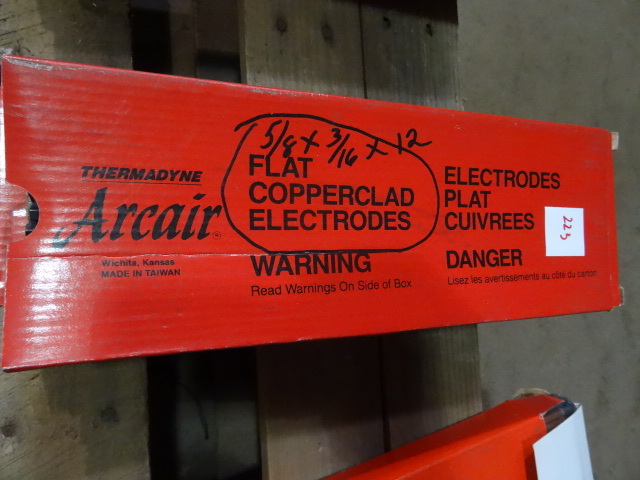 5/8 x 3/16 x 12
THERMADYNE
Arcair®
Wichita, Kansas
MADE IN TAIWAN
FLAT
COPPERCLAD
ELECTRODES
WARNING
Read Warnings On Side of Box
ELECTRODES
PLAT
CUIVREES
DANGER
Lisez les avertissements au côté du carton
223